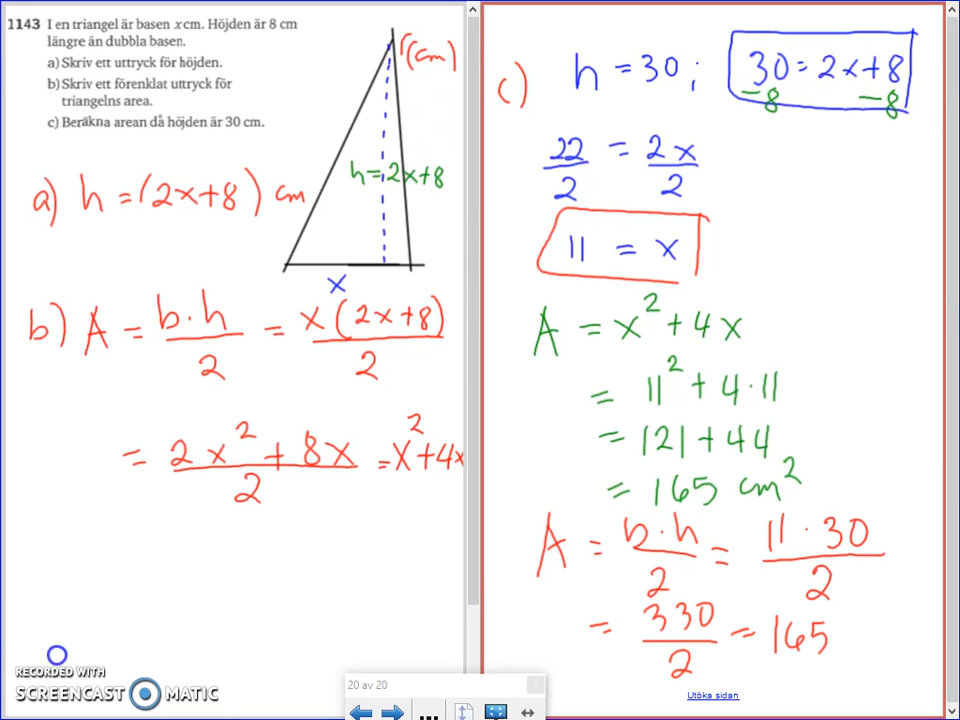 1143 I en triangel är basen x cm. Höjden är 8 cm
längre än dubbla basen.
a) Skriv ett uttryck för höjden.
b) Skriv ett förenklat uttryck för
triangelns area.
c) Beräkna arean då höjden är 30 cm.
(cm)
h=2x+8
x
a) h = (2x+8) cm
b) A = b·h/2 = x(2x+8)/2
= 2x²+8x/2 = x²+4x
c) h = 30; 30 = 2x+8
-8 -8
22/2 = 2x/2
11 = x
A = x² + 4x
= 11² + 4·11
= 121 + 44
= 165 cm²
A = b·h/2 = 11·30/2
= 330/2 = 165
RECORDED WITH
SCREENCAST MATIC
20 av 20
...
Utöka sidan